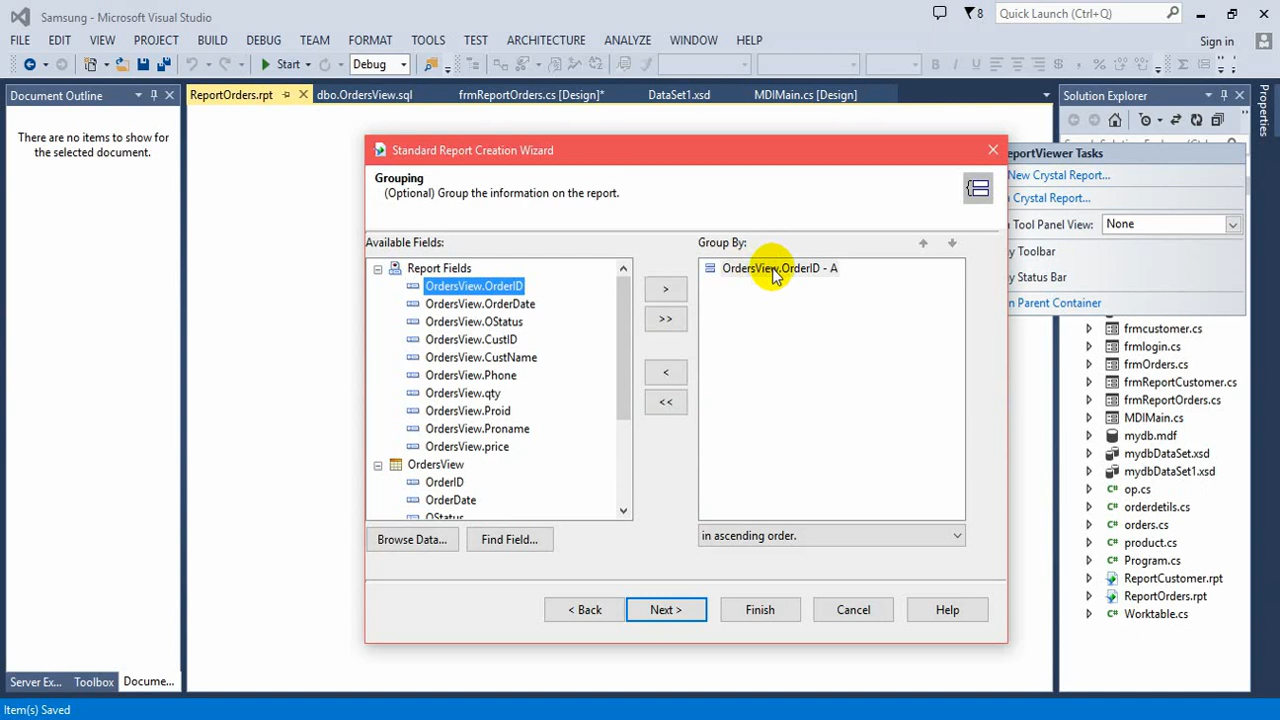 Samsung - Microsoft Visual Studio
8
Quick Launch (Ctrl+Q)
FILE EDIT VIEW PROJECT BUILD DEBUG TEAM FORMAT TOOLS TEST ARCHITECTURE ANALYZE WINDOW HELP
Sign in
Start Debug
Document Outline
There are no items to show for
the selected document.
ReportOrders.rpt dbo.OrdersView.sql frmReportOrders.cs [Design]* DataSet1.xsd MDIMain.cs [Design]
Solution Explorer
Properties
Standard Report Creation Wizard
Grouping
(Optional) Group the information on the report.
Available Fields:
Report Fields
OrdersView.OrderID
OrdersView.OrderDate
OrdersView.OStatus
OrdersView.CustID
OrdersView.CustName
OrdersView.Phone
OrdersView.qty
OrdersView.Proid
OrdersView.Proname
OrdersView.price
OrdersView
OrderID
OrderDate
OStatus
Browse Data...
Find Field...
>
>>
<
<<
Group By:
OrdersView.OrderID - A
in ascending order.
< Back
Next >
Finish
Cancel
Help
eportViewer Tasks
New Crystal Report...
Crystal Report...
Tool Panel View: None
y Toolbar
y Status Bar
n Parent Container
frmcustomer.cs
frmlogin.cs
frmOrders.cs
frmReportCustomer.cs
frmReportOrders.cs
MDIMain.cs
mydb.mdf
mydbDataSet.xsd
mydbDataSet1.xsd
op.cs
orderdetils.cs
orders.cs
product.cs
Program.cs
ReportCustomer.rpt
ReportOrders.rpt
Worktable.cs
Server Ex... Toolbox Docume...
Item(s) Saved